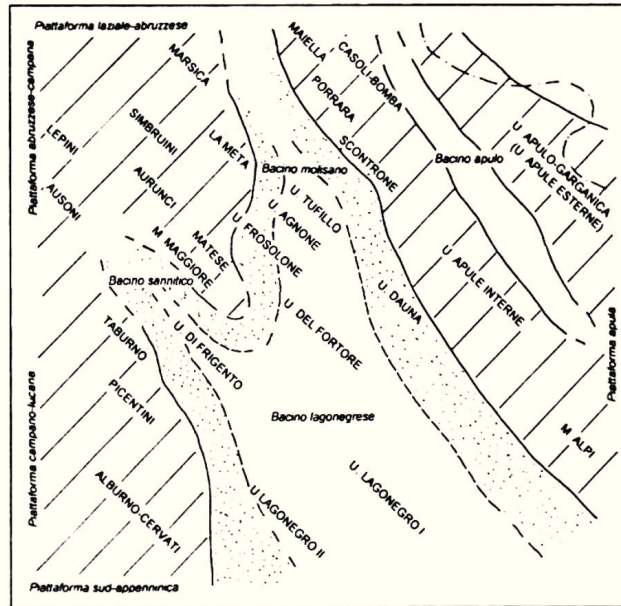 Piattaforma laziale-abruzzese
Piattaforma abruzzese-campana
MARSICA
MAIELLA
CASOLI-BOMBA
PORRARA
SIMBRUINI
LEPINI
LA META
SCONTRONE
U APULO-GARGANICA
(U APULE ESTERNE)
Bacino apulo
Bacino molisano
AURUNCI
AUSONI
U TUFILLO
U AGNONE
U FROSOLONE
MATESE
M. MAGGIORE
Bacino sannitico
U DAUNA
U APULE INTERNE
U DEL FORTORE
U DI FRIGENTO
TABURNO
Piattaforma apula
PICENTINI
Piattaforma campano-lucana
Bacino lagonegrese
M ALPI
ALBURNO-CERVATI
U LAGONEGRO II
U. LAGONEGRO I
Piattaforma sud-appenninica